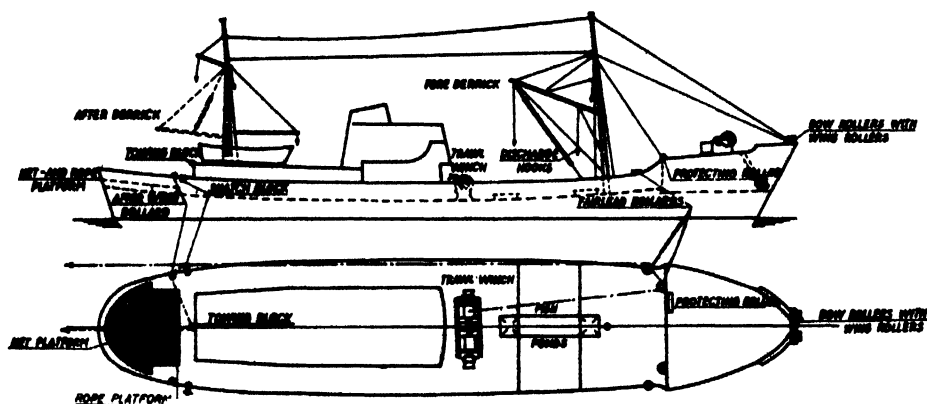 AFTER DERRICK
FORE DERRICK
TOWING BLOCK
NET-AND ROPE
PLATFORM
SNATCH BLOCK
BOLLARD
TRAWL
WINCH
DISCHARGE
HOOKS
BOW ROLLERS WITH
WING ROLLERS
PROTECTING ROLLER
FAIRLEAD BOLLARDS
TRAWL WINCH
PROTECTING ROLLER
TOWING BLOCK
PONDS
BOW ROLLERS WITH
WING ROLLERS
NET PLATFORM
ROPE PLATFORM